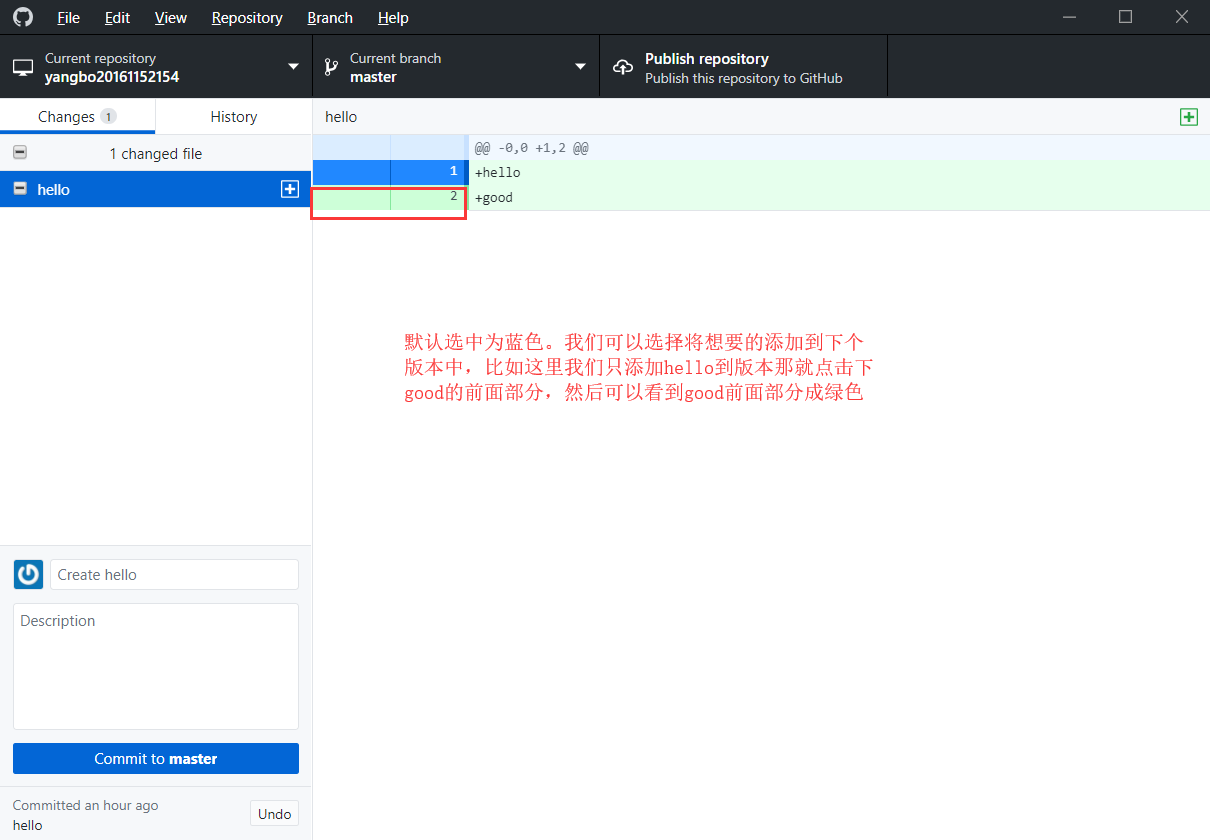 File Edit View Repository Branch Help
Current repository
yangbo20161152154
Current branch
master
Publish repository
Publish this repository to GitHub
Changes 1 History
hello
1 changed file
hello
@@ -0,0 +1,2 @@
1 +hello
2 +good
默认选中为蓝色。我们可以选择将想要的添加到下个
版本中，比如这里我们只添加hello到版本那就点击下
good的前面部分，然后可以看到good前面部分成绿色
Create hello
Description
Commit to master
Committed an hour ago
hello
Undo